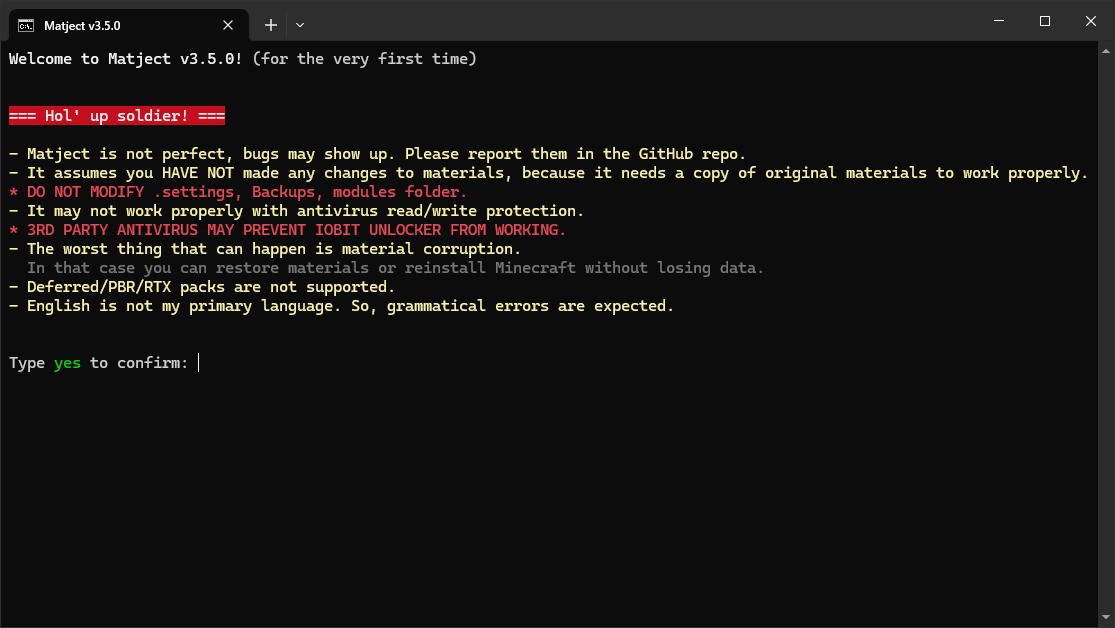 Matject v3.5.0
Welcome to Matject v3.5.0! (for the very first time)
=== Hol' up soldier! ===
- Matject is not perfect, bugs may show up. Please report them in the GitHub repo.
- It assumes you HAVE NOT made any changes to materials, because it needs a copy of original materials to work properly.
* DO NOT MODIFY .settings, Backups, modules folder.
- It may not work properly with antivirus read/write protection.
* 3RD PARTY ANTIVIRUS MAY PREVENT IOBIT UNLOCKER FROM WORKING.
- The worst thing that can happen is material corruption.
In that case you can restore materials or reinstall Minecraft without losing data.
- Deferred/PBR/RTX packs are not supported.
- English is not my primary language. So, grammatical errors are expected.
Type yes to confirm: